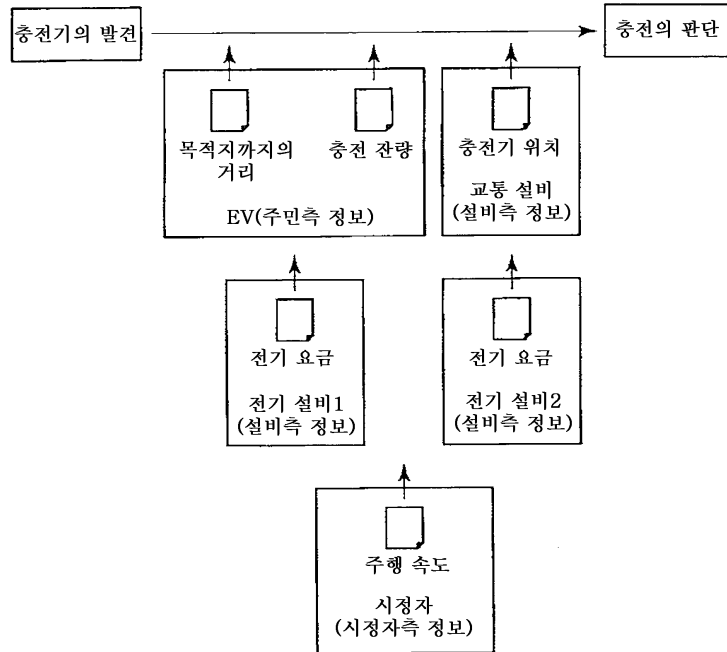 충전기의 발견
충전의 판단
목적지까지의
거리
충전 잔량
EV(주민측 정보)
충전기 위치
교통 설비
(설비측 정보)
전기 요금
전기 설비1
(설비측 정보)
전기 요금
전기 설비2
(설비측 정보)
주행 속도
시정자
(시정자측 정보)